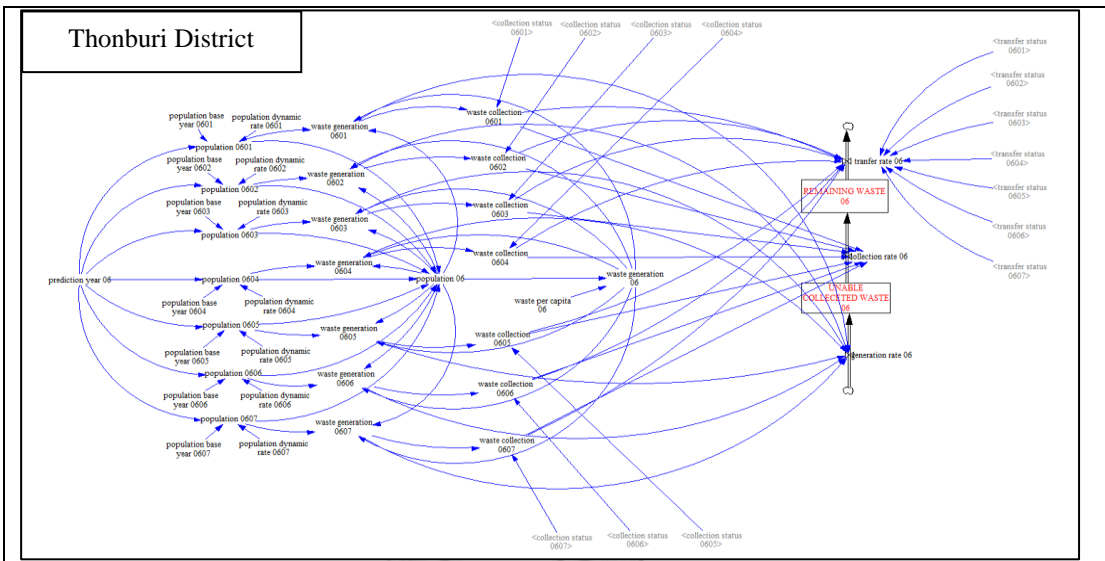 Thonburi District
<collection status
0601>
<collection status
0602>
<collection status
0603>
<collection status
0604>
<transfer status
0601>
<transfer status
0602>
<transfer status
0603>
<transfer status
0604>
<transfer status
0605>
<transfer status
0606>
<transfer status
0607>
population base
year 0601
population dynamic
rate 0601
population 0601
waste generation
0601
waste collection
0601
population base
year 0602
population dynamic
rate 0602
population 0602
waste generation
0602
waste collection
0602
population base
year 0603
population dynamic
rate 0603
population 0603
waste generation
0603
waste collection
0603
waste generation
0604
waste collection
0604
prediction year 06
population 0604
population 06
waste generation
06
population base
year 0604
population dynamic
rate 0604
waste per capita
06
population 0605
waste generation
0605
waste collection
0605
population base
year 0605
population dynamic
rate 0605
population 0606
waste generation
0606
waste collection
0606
population base
year 0606
population dynamic
rate 0606
population 0607
waste generation
0607
waste collection
0607
population base
year 0607
population dynamic
rate 0607
tranfer rate 06
REMAINING WASTE
06
collection rate 06
UNABLE
COLLECETED WASTE
06
generation rate 06
<collection status
0607>
<collection status
0606>
<collection status
0605>